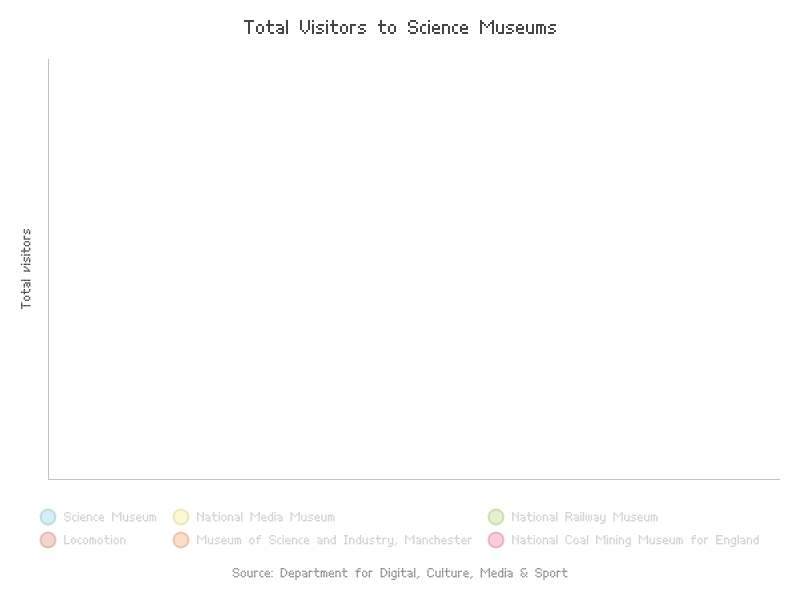 Total Visitors to Science Museums
Total visitors
Science Museum
National Media Museum
National Railway Museum
Locomotion
Museum of Science and Industry, Manchester
National Coal Mining Museum for England
Source: Department for Digital, Culture, Media & Sport